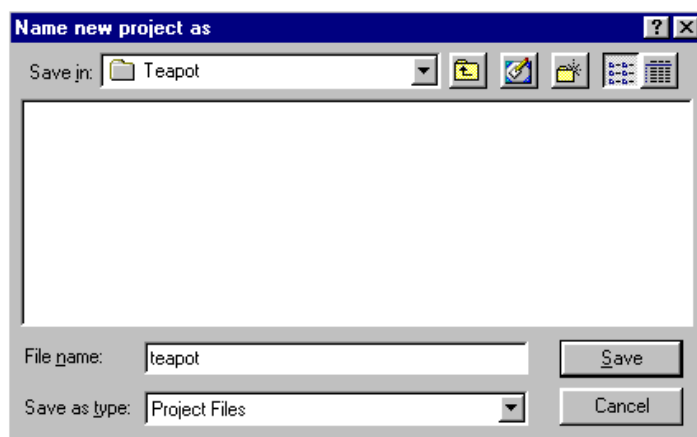 Name new project as
Save in: Teapot
File name: teapot Save
Save as type: Project Files Cancel